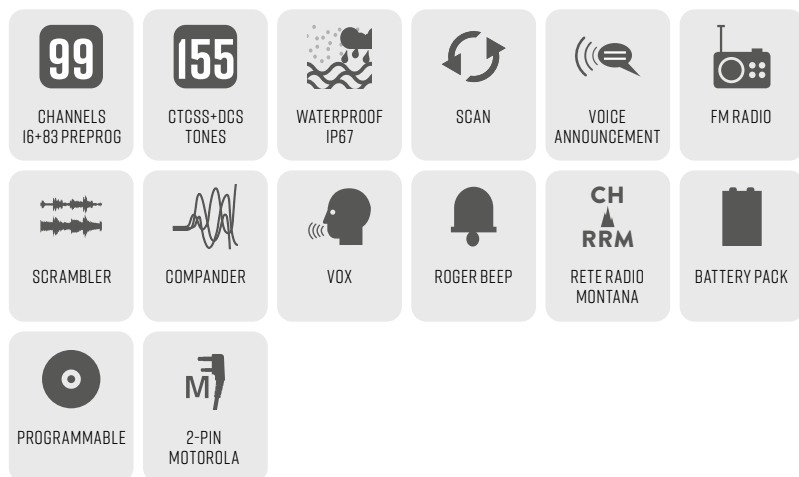 99
CHANNELS
16+83 PREPROG
155
CTCSS+DCS
TONES
WATERPROOF
IP67
SCAN
VOICE
ANNOUNCEMENT
FM RADIO
SCRAMBLER
COMPANDER
VOX
ROGER BEEP
CH
RRM
RETE RADIO
MONTANA
BATTERY PACK
PROGRAMMABLE
M
2-PIN
MOTOROLA